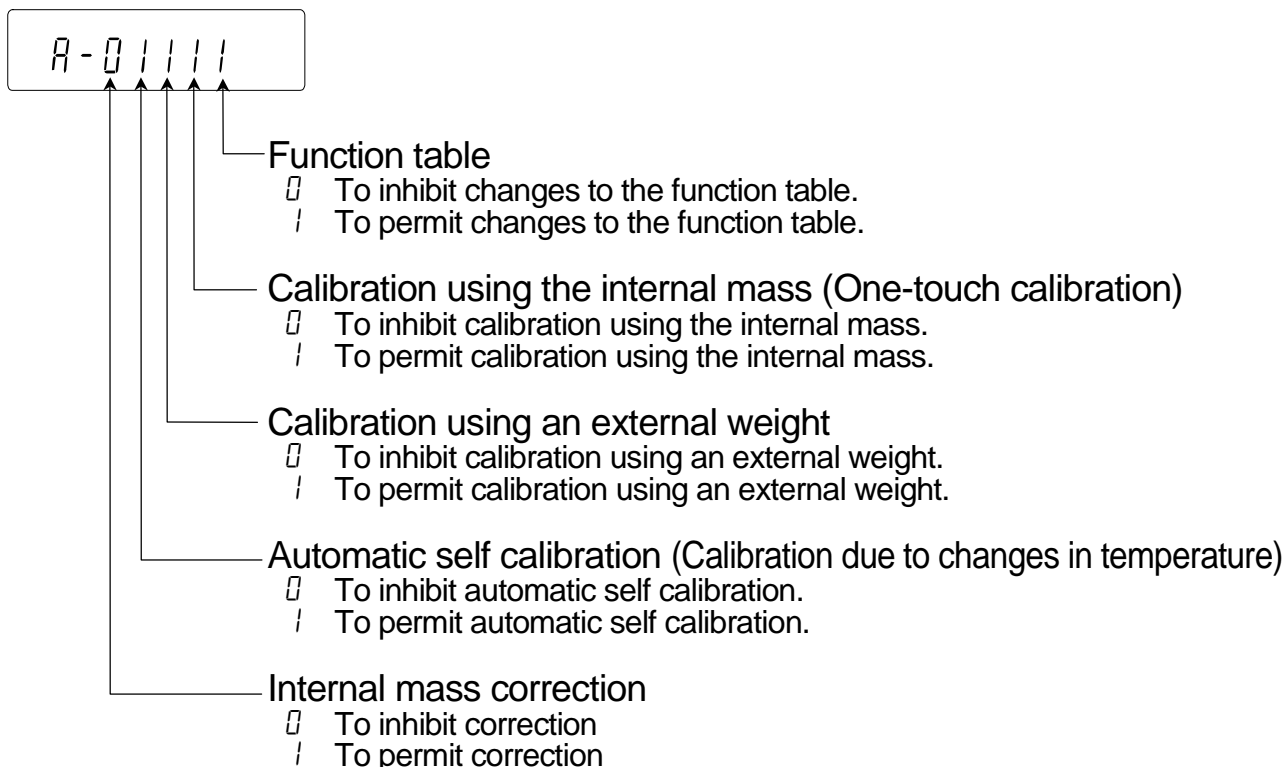 A-01111
Function table
0 To inhibit changes to the function table.
1 To permit changes to the function table.
Calibration using the internal mass (One-touch calibration)
0 To inhibit calibration using the internal mass.
1 To permit calibration using the internal mass.
Calibration using an external weight
0 To inhibit calibration using an external weight.
1 To permit calibration using an external weight.
Automatic self calibration (Calibration due to changes in temperature)
0 To inhibit automatic self calibration.
1 To permit automatic self calibration.
Internal mass correction
0 To inhibit correction
1 To permit correction